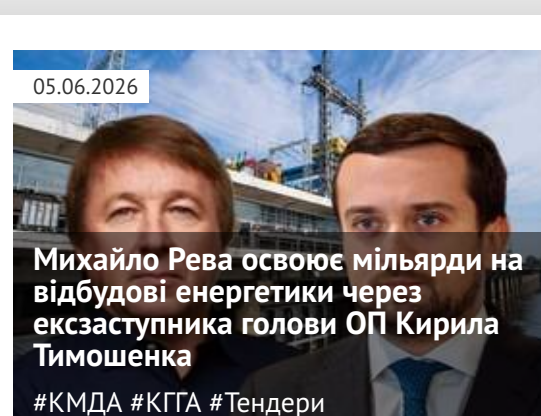 05.06.2026
Михайло Рева освоює мільярди на
відбудові енергетики через
ексзаступника голови ОП Кирила
Тимошенка
#КМДА #КГГА #Тендери